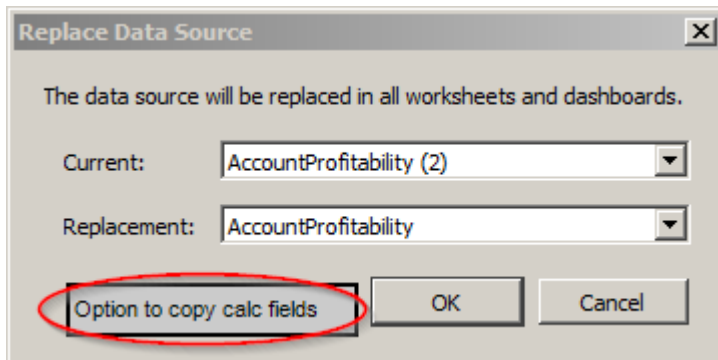 Replace Data Source
The data source will be replaced in all worksheets and dashboards.
Current: AccountProfitability (2)
Replacement: AccountProfitability
Option to copy calc fields OK Cancel